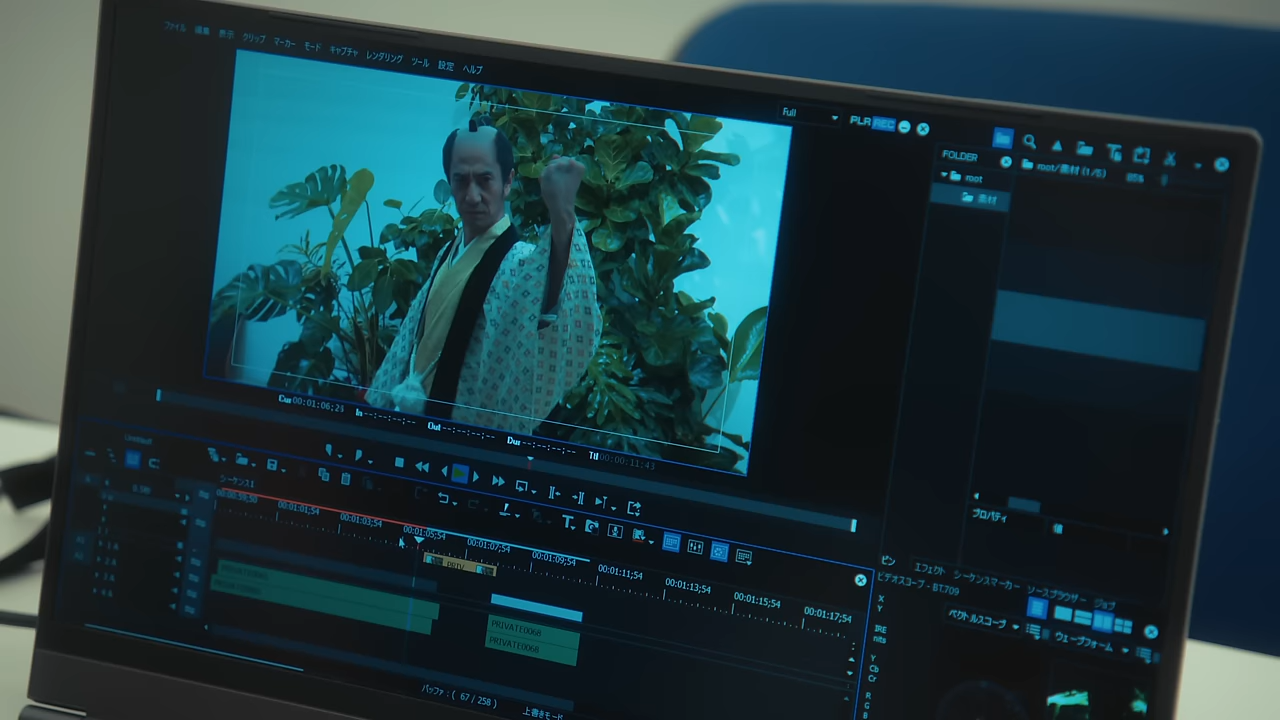 ファイル 編集 表示 クリップ マーカー モード キャプチャ レンダリング ツール 設定 ヘルプ
Full
PLR REC
FOLDER
root/素材 (1/5)
root
素材
Cur 00:01:06;23 In --:--:--;-- Out --:--:--;-- Dur --:--:--;-- Ttl 00:00:11;43
Untitled
シーケンス1
00:00:59;50 00:01:01;54 00:01:03;54 00:01:05;54 00:01:07;54 00:01:09;54 00:01:11;54 00:01:13;54 00:01:15;54 00:01:17;54
PRIV
PRIVATE0068
PRIVATE0068
バッファ : ( 67 / 258 )
上書きモード
プロパティ
値
エフェクト シーケンスマーカー ソースブラウザー ジョブ
ビデオスコープ - BT.709
ベクトルスコープ
ウェーブフォーム
X
Y
IRE
nits
Y
Cb
Cr
R
G
B